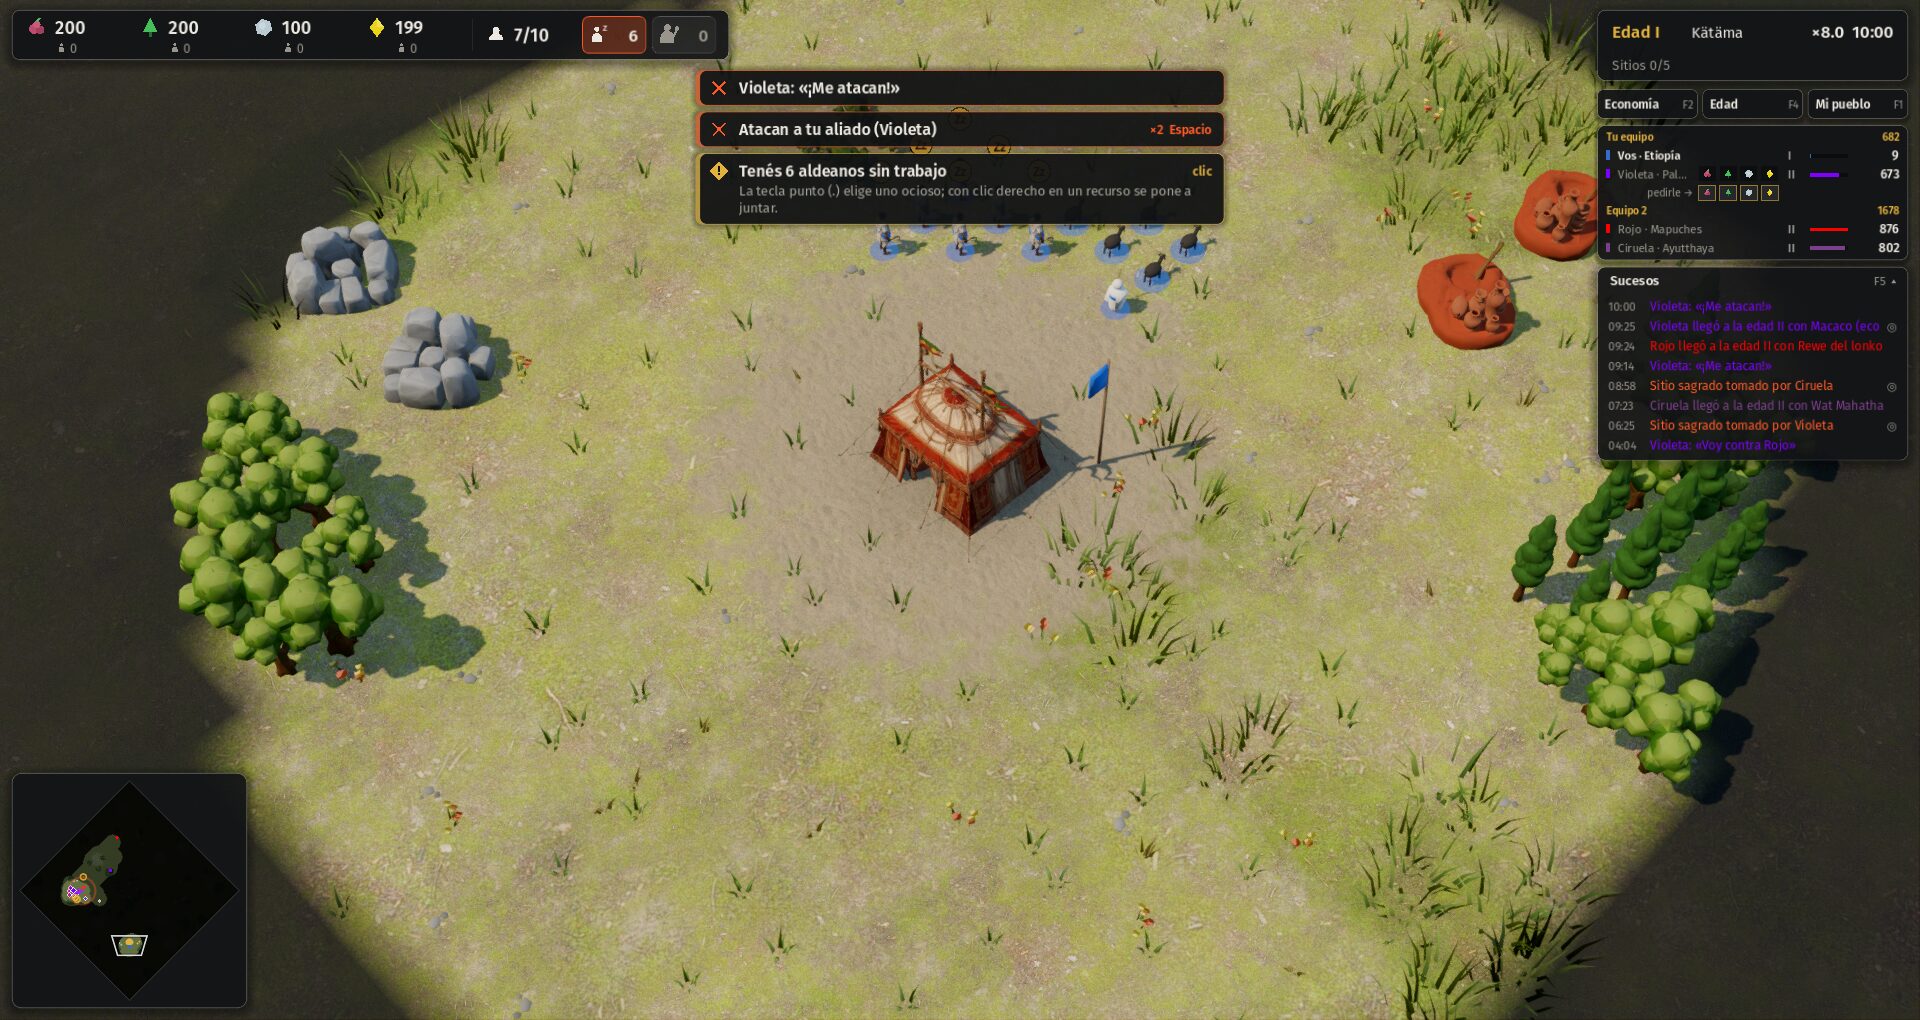 200 200 100 199 7/10 6 0
0 0 0 0
Violeta: «¡Me atacan!»
Atacan a tu aliado (Violeta) ×2 Espacio
Tenés 6 aldeanos sin trabajo clic
La tecla punto (.) elige uno ocioso; con clic derecho en un recurso se pone a
juntar.
Edad I Kätäma ×8.0 10:00
Sitios 0/5
Economía F2 Edad F4 Mi pueblo F1
Tu equipo 682
Vos · Etiopía I 9
Violeta · Pal... II 673
pedirle →
Equipo 2 1678
Rojo · Mapuches II 876
Ciruela · Ayutthaya II 802
Sucesos F5
10:00 Violeta: «¡Me atacan!»
09:25 Violeta llegó a la edad II con Macaco (eco
09:24 Rojo llegó a la edad II con Rewe del lonko
09:14 Violeta: «¡Me atacan!»
08:58 Sitio sagrado tomado por Ciruela
07:23 Ciruela llegó a la edad II con Wat Mahatha
06:25 Sitio sagrado tomado por Violeta
04:04 Violeta: «Voy contra Rojo»